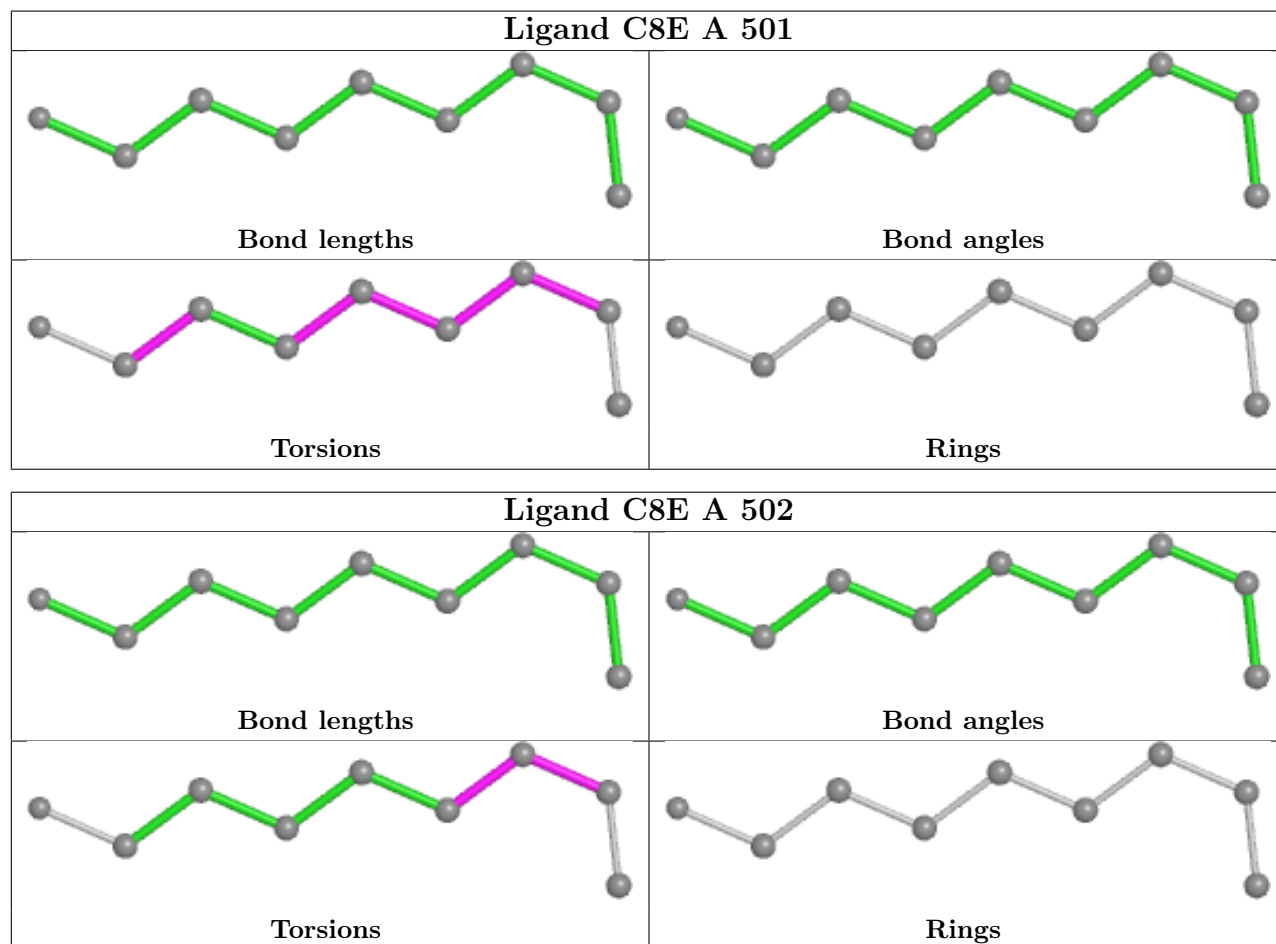 Ligand C8E A 501
Bond lengths
Bond angles
Torsions
Rings
Ligand C8E A 502
Bond lengths
Bond angles
Torsions
Rings